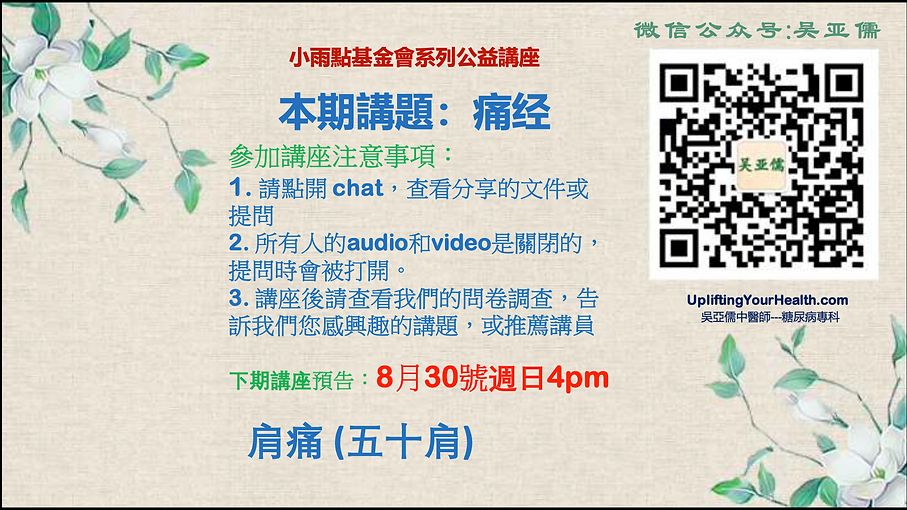 微信公众号:吴亚儒
小雨點基金會系列公益講座
本期講題：痛经
參加講座注意事項：
1. 請點開 chat，查看分享的文件或
提問
2. 所有人的audio和video是關閉的，
提問時會被打開。
3. 講座後請查看我們的問卷調查，告
訴我們您感興趣的講題，或推薦講員
吴亚儒
UpliftingYourHealth.com
吳亞儒中醫師---糖尿病專科
下期講座預告：8月30號週日4pm
肩痛 (五十肩)